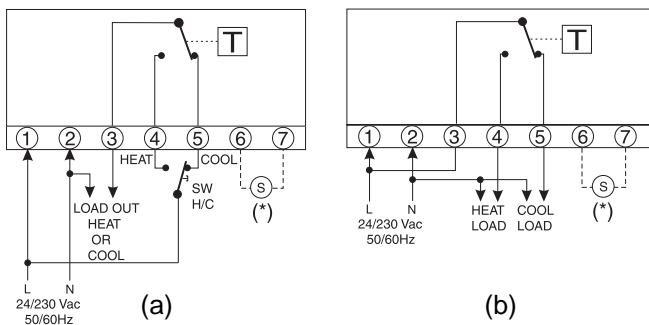 T
1 2 3 4 5 6 7
HEAT COOL
SW
H/C
S
(*)
LOAD OUT
HEAT
OR
COOL
L N
24/230 Vac
50/60Hz
(a)
T
1 2 3 4 5 6 7
S
(*)
L N
24/230 Vac
50/60Hz
HEAT
LOAD
COOL
LOAD
(b)